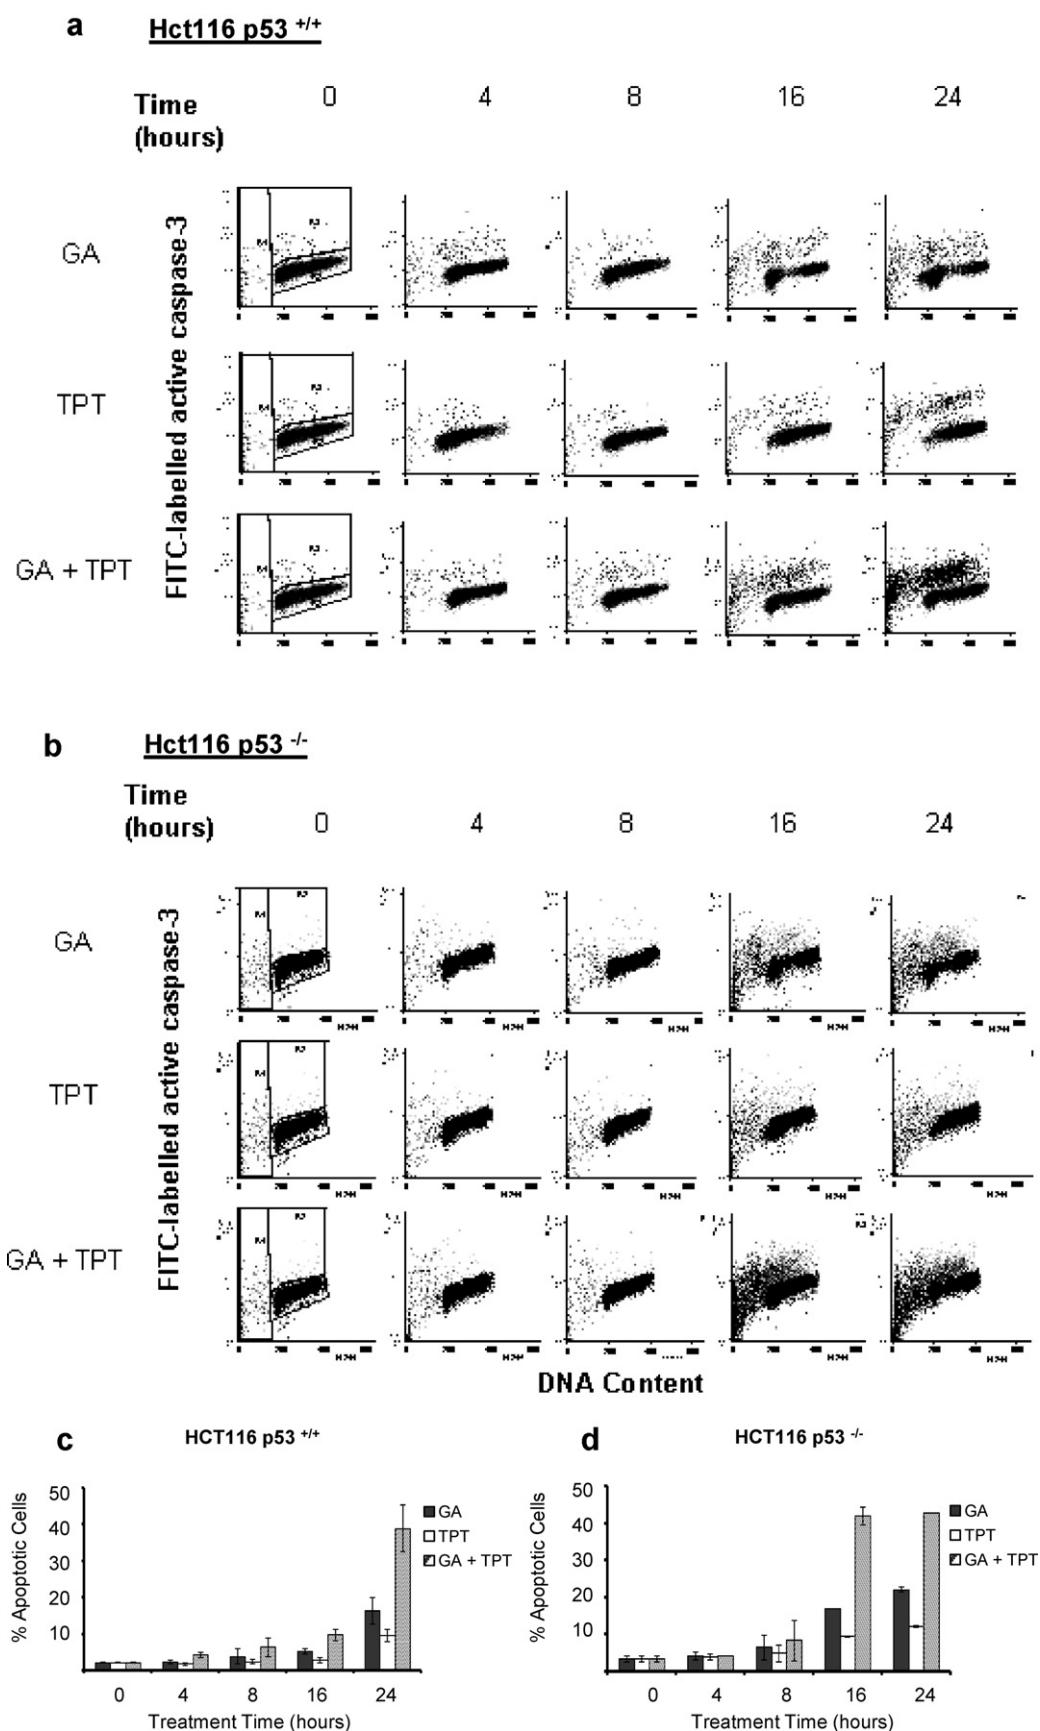 a Hct116 p53 +/+
Time (hours) 0 4 8 16 24
FITC-labelled active caspase-3
GA
TPT
GA + TPT
b Hct116 p53 -/-
Time (hours) 0 4 8 16 24
FITC-labelled active caspase-3
GA
TPT
GA + TPT
DNA Content
c HCT116 p53 +/+
% Apoptotic Cells
50
40
30
20
10
GA
TPT
GA + TPT
0 4 8 16 24
Treatment Time (hours)
d HCT116 p53 -/-
% Apoptotic Cells
50
40
30
20
10
GA
TPT
GA + TPT
0 4 8 16 24
Treatment Time (hours)